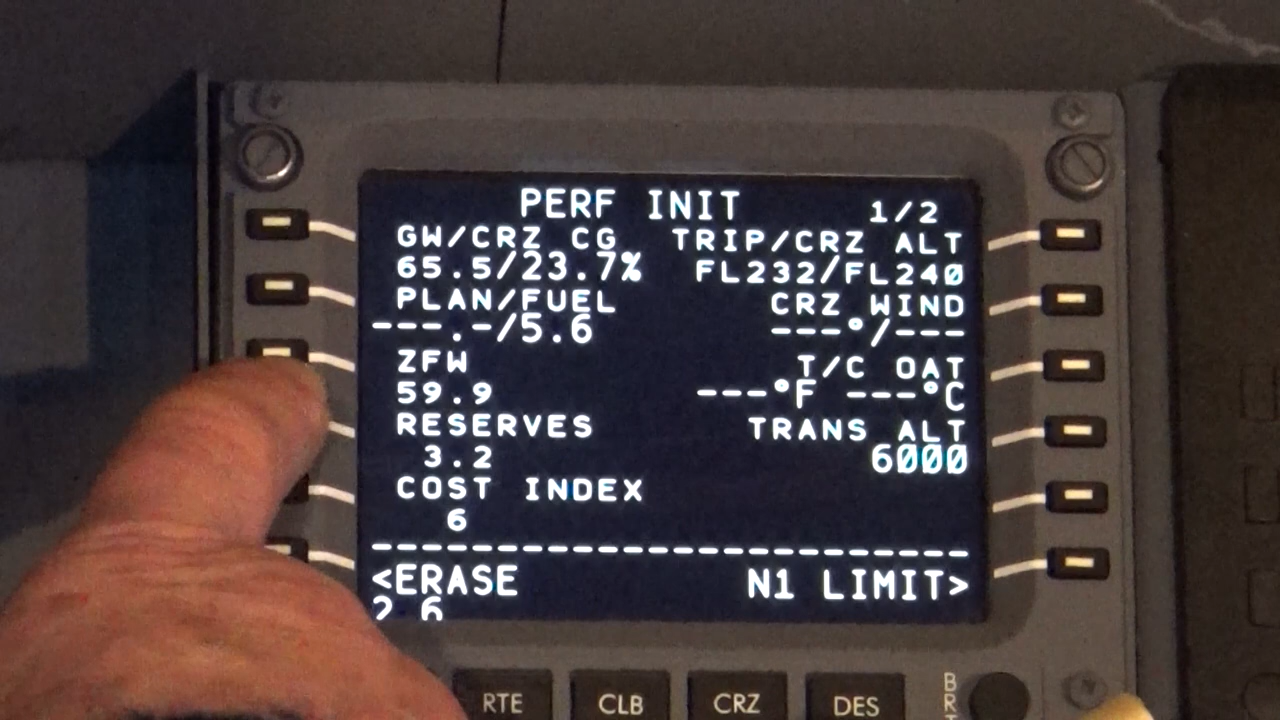 PERF INIT 1/2
GW/CRZ CG TRIP/CRZ ALT
65.5/23.7% FL232/FL240
PLAN/FUEL CRZ WIND
---.-/5.6 ---°/---
ZFW T/C OAT
59.9 ---°F ---°C
RESERVES TRANS ALT
3.2 6000
COST INDEX
6
--------------------------
<ERASE N1 LIMIT>
2.6
RTE CLB CRZ DES BRT